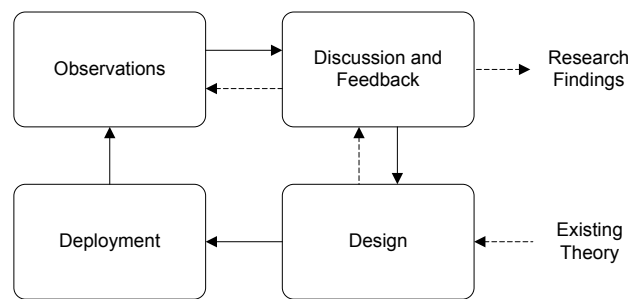 Observations
Discussion and
Feedback
Research
Findings
Deployment
Design
Existing
Theory